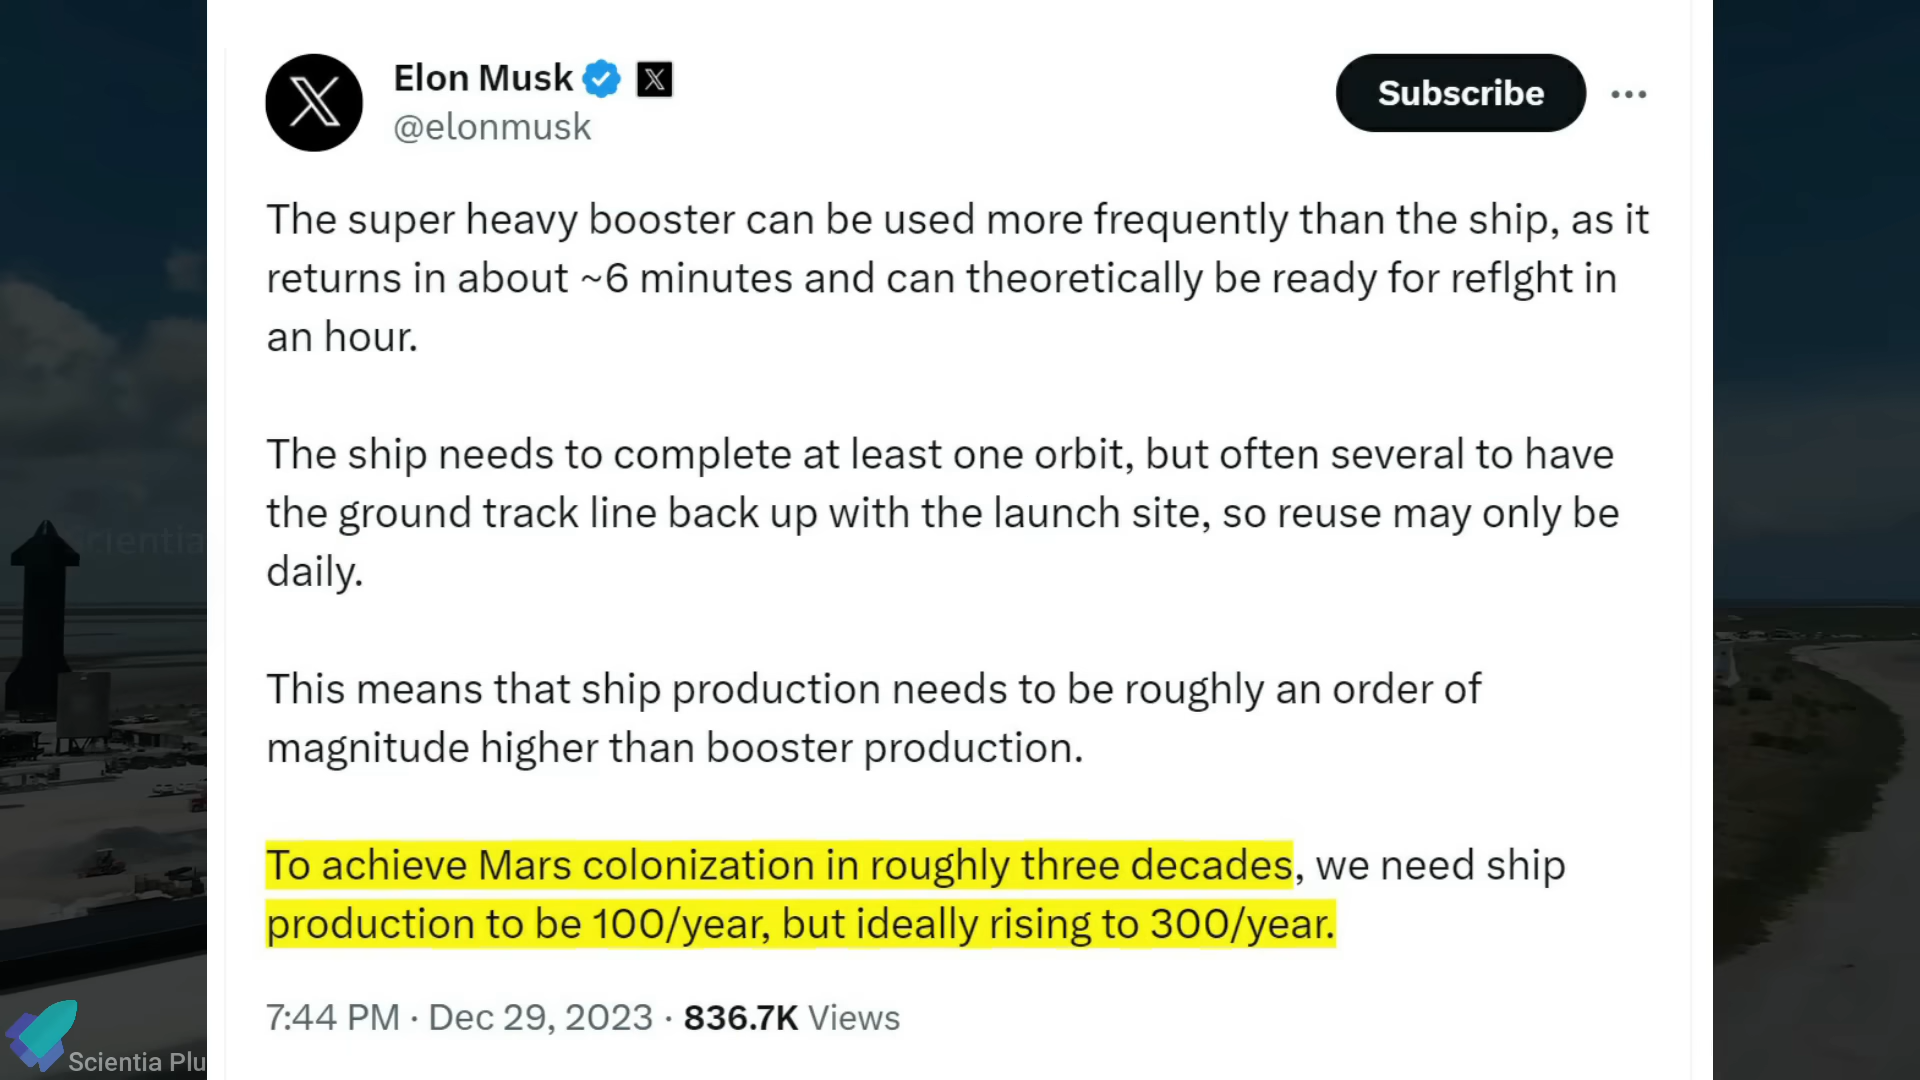 Elon Musk X
@elonmusk
Subscribe
The super heavy booster can be used more frequently than the ship, as it
returns in about ~6 minutes and can theoretically be ready for reflght in
an hour.
The ship needs to complete at least one orbit, but often several to have
the ground track line back up with the launch site, so reuse may only be
daily.
This means that ship production needs to be roughly an order of
magnitude higher than booster production.
To achieve Mars colonization in roughly three decades, we need ship
production to be 100/year, but ideally rising to 300/year.
7:44 PM · Dec 29, 2023 · 836.7K Views
Scientia
Scientia Plu